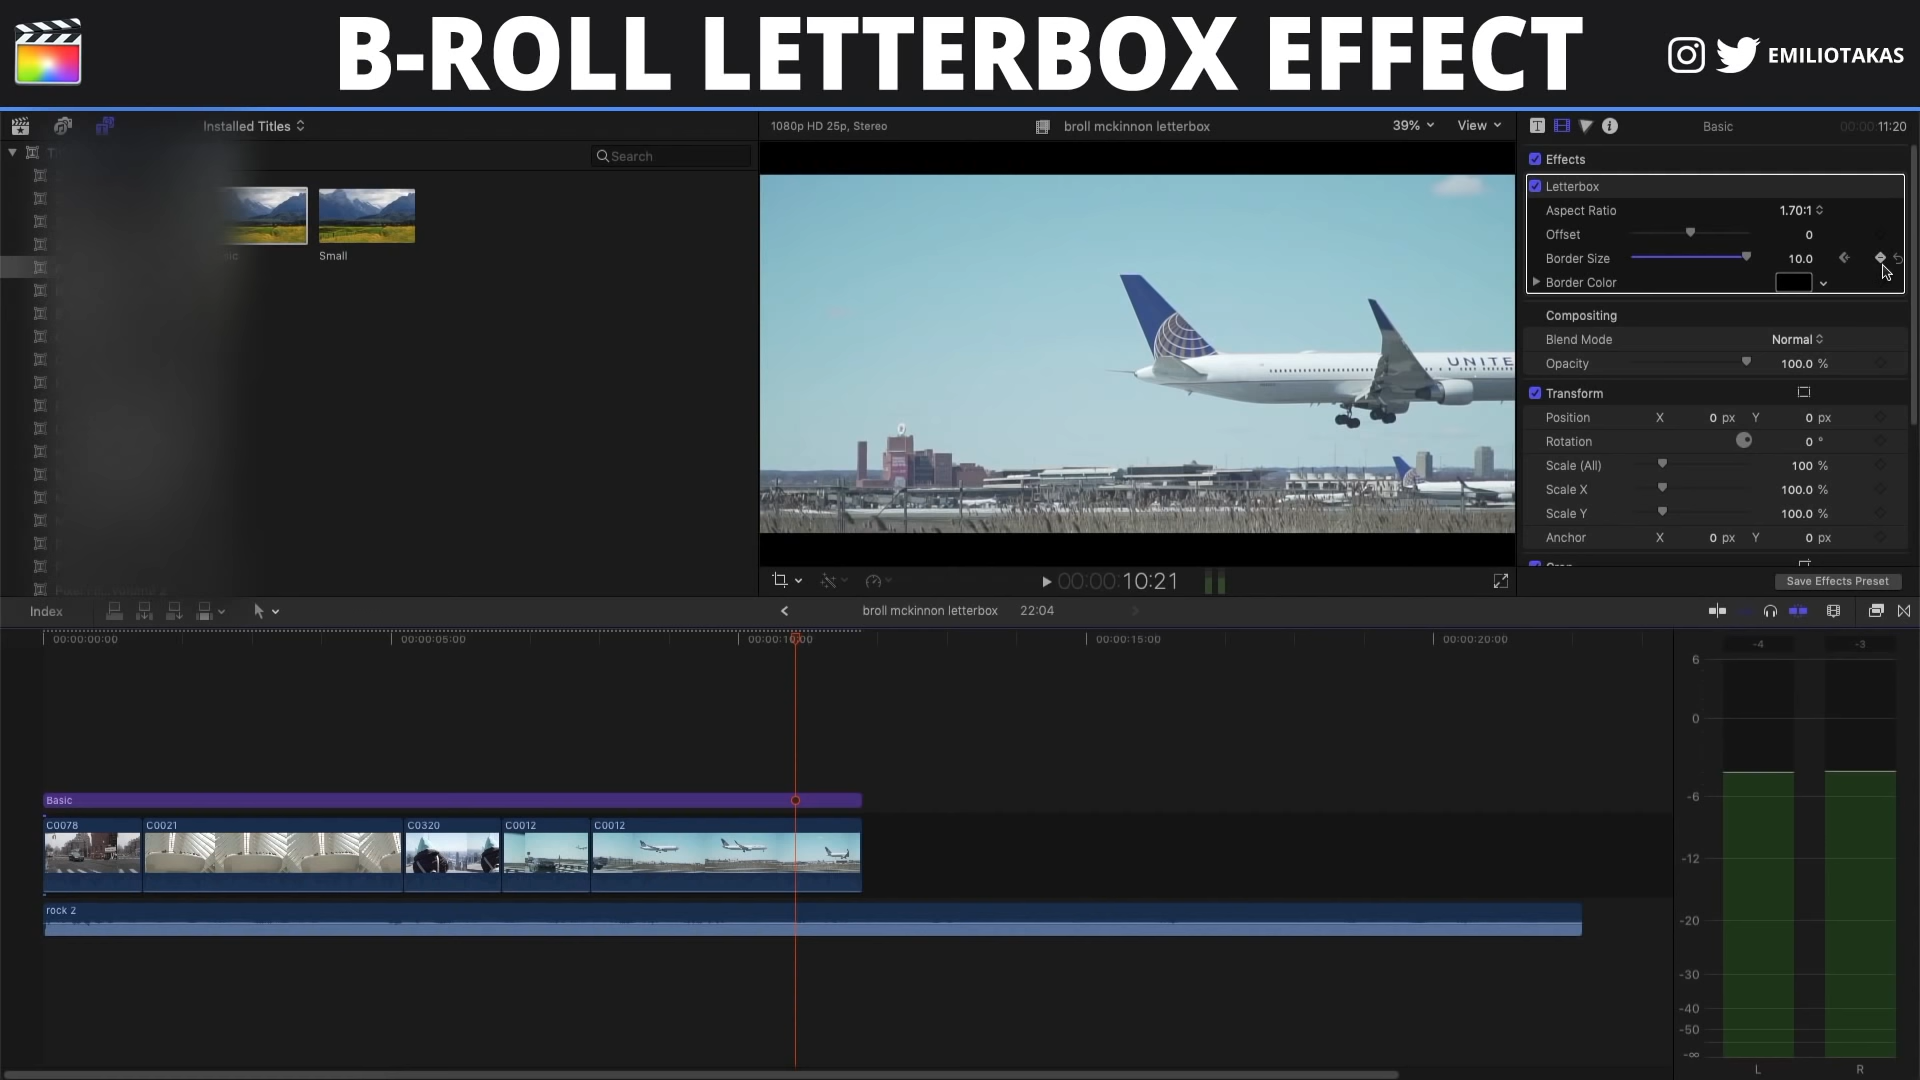 B-ROLL LETTERBOX EFFECT
EMILIOTAKAS
Installed Titles
1080p HD 25p, Stereo
broll mckinnon letterbox
39%
View
Basic
00:00:11:20
Search
Small
Effects
Letterbox
Aspect Ratio 1.70:1
Offset 0
Border Size 10.0
Border Color
Compositing
Blend Mode Normal
Opacity 100.0 %
Transform
Position X 0 px Y 0 px
Rotation 0 °
Scale (All) 100 %
Scale X 100.0 %
Scale Y 100.0 %
Anchor X 0 px Y 0 px
Save Effects Preset
UNITE
00:00:10:21
Index
broll mckinnon letterbox 22:04
00:00:00:00
00:00:05:00
00:00:15:00
00:00:20:00
-4 -3
6
0
-6
-12
-20
-30
-40
-50
-∞
L R
Basic
C0078
C0021
C0320
C0012
C0012
rock 2